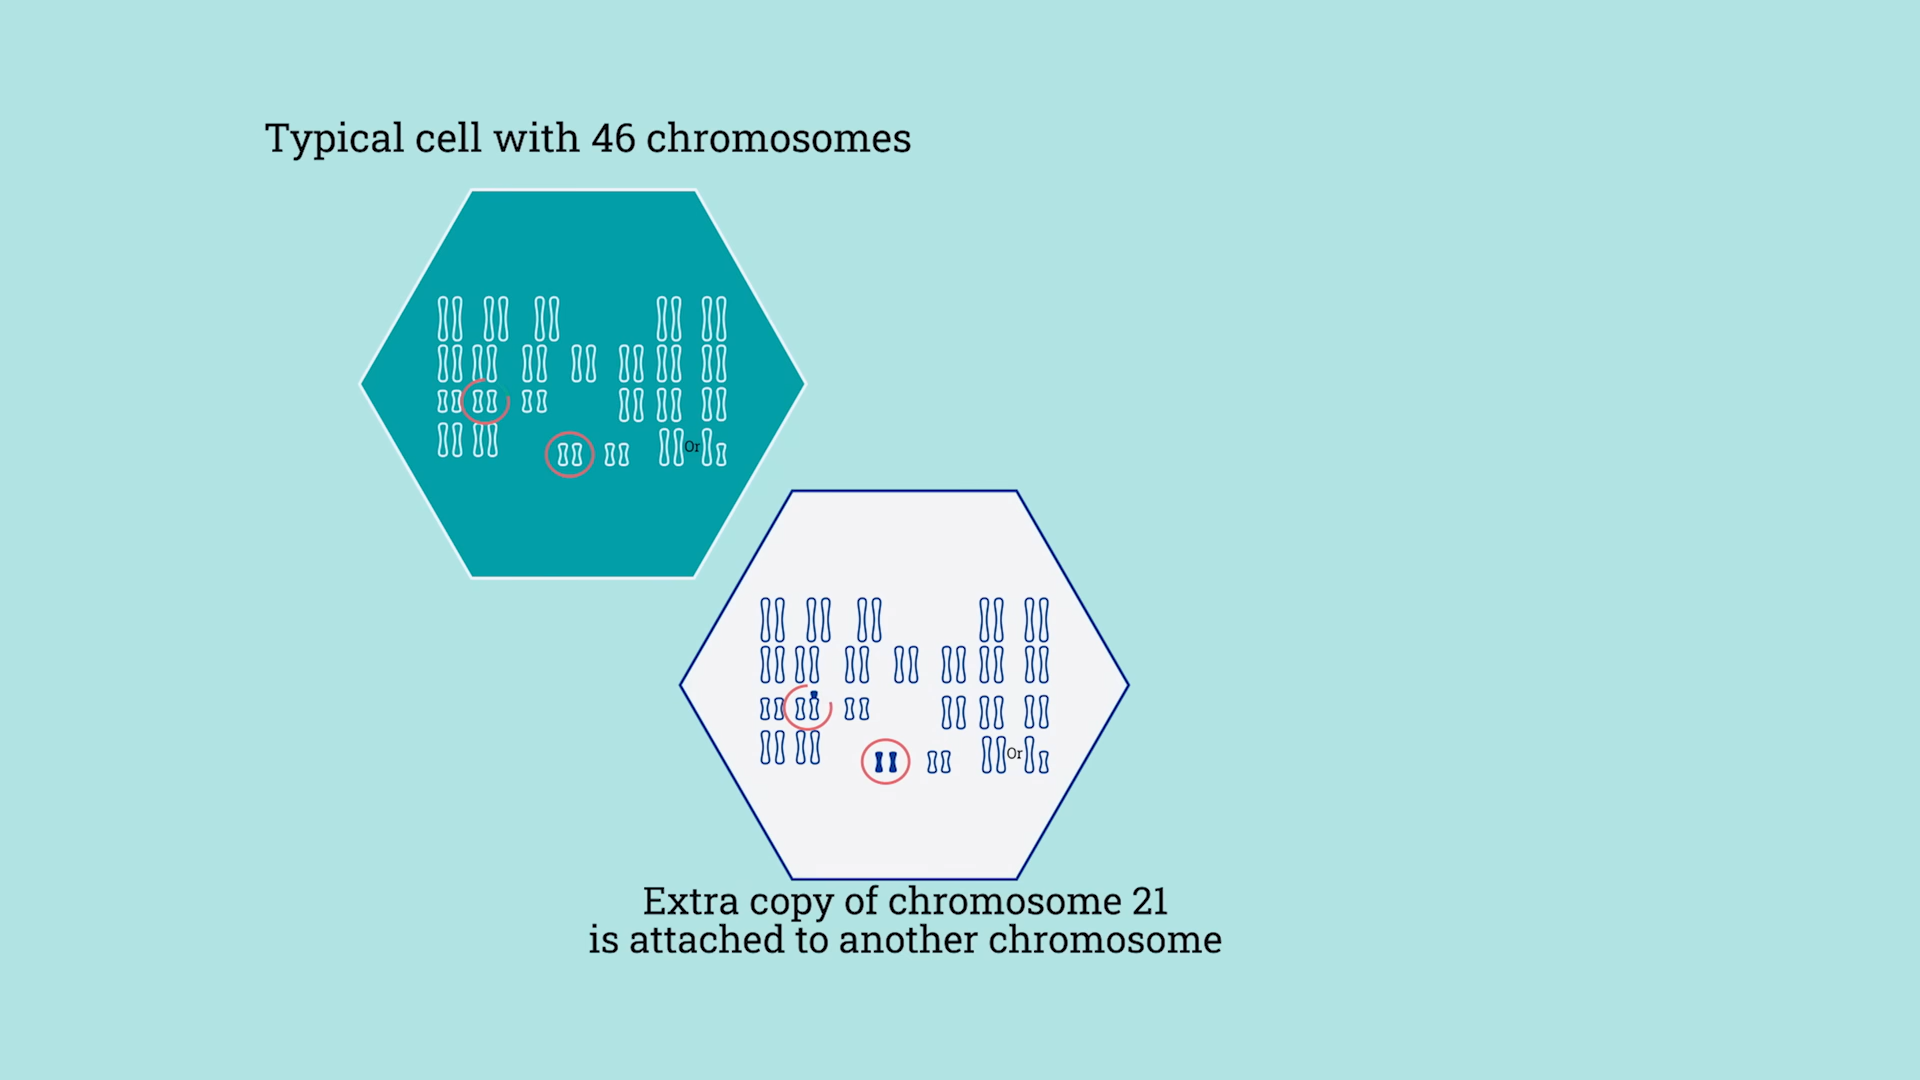 Typical cell with 46 chromosomes
Or
Or
Extra copy of chromosome 21
is attached to another chromosome